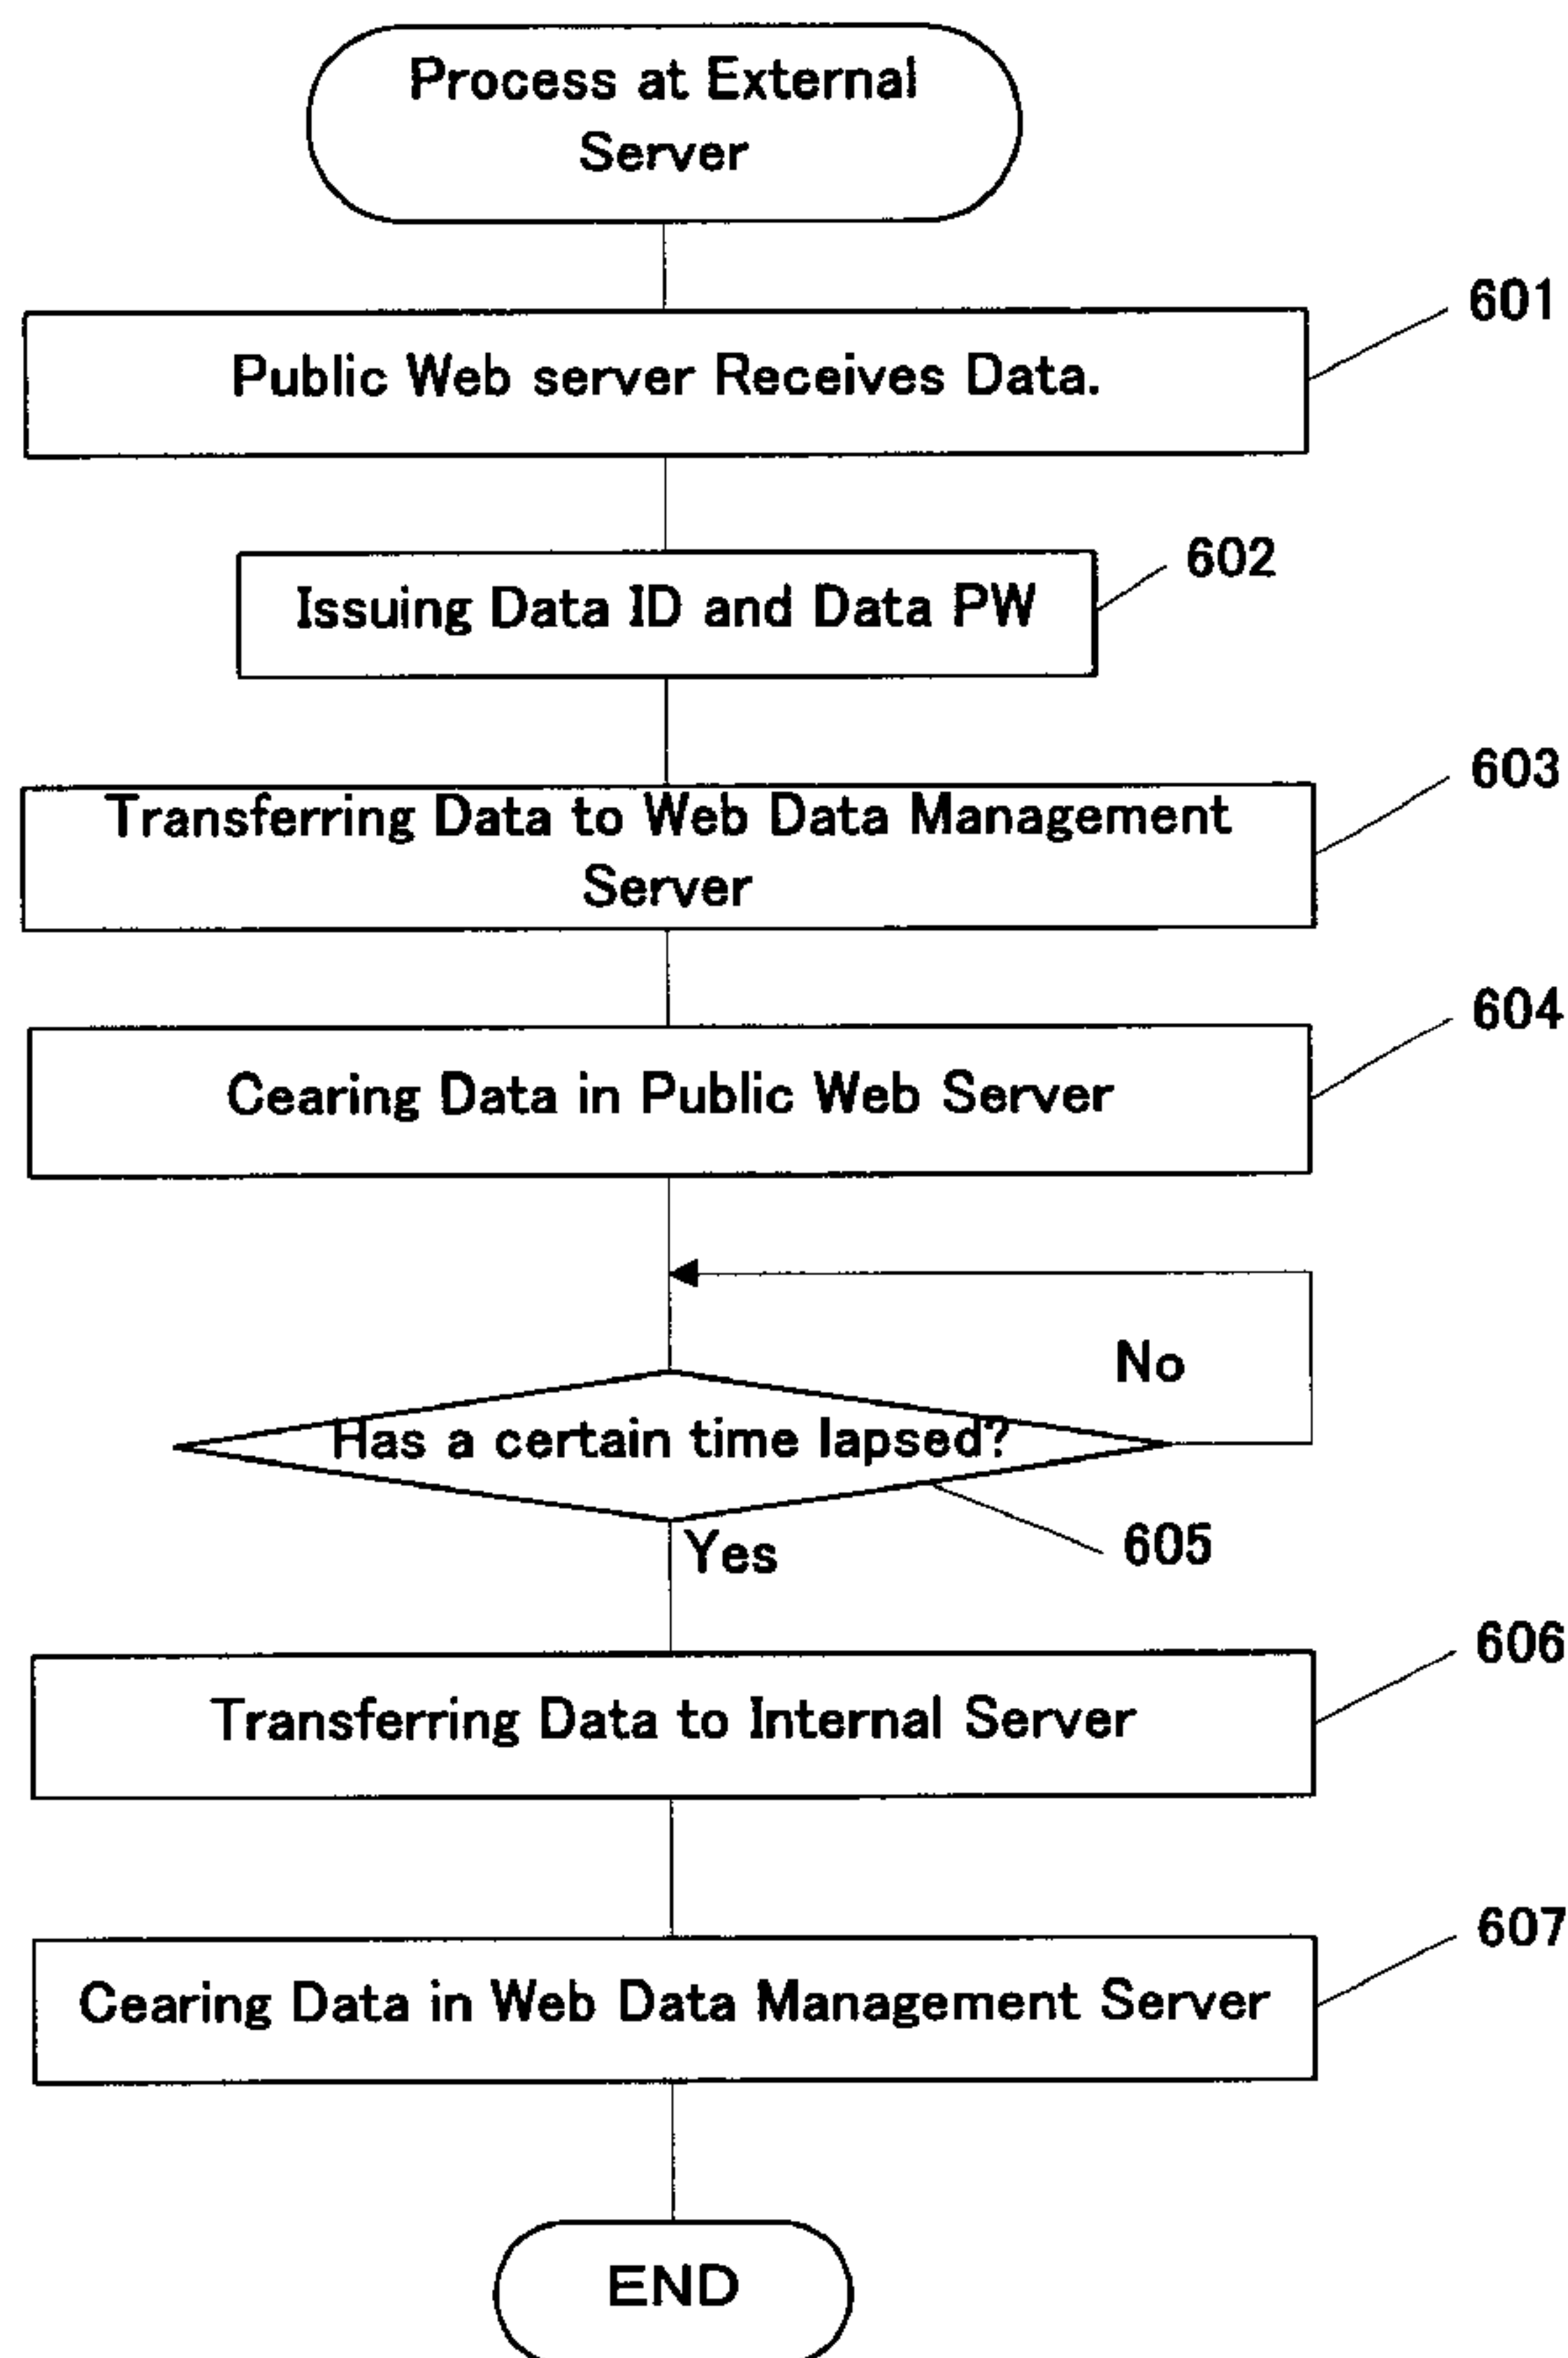 Process at External
Server
601
Public Web server Receives Data.
602
Issuing Data ID and Data PW
603
Transferring Data to Web Data Management
Server
604
Cearing Data in Public Web Server
No
Has a certain time lapsed?
605
Yes
606
Transferring Data to Internal Server
607
Cearing Data in Web Data Management Server
END